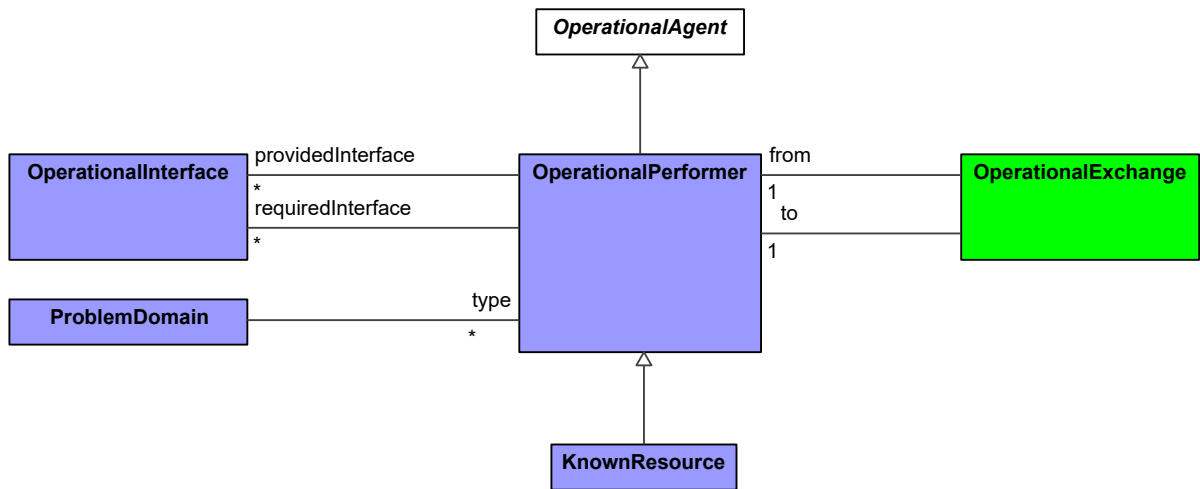 OperationalAgent
OperationalInterface
providedInterface
*
requiredInterface
*
OperationalPerformer
from
1
to
1
OperationalExchange
ProblemDomain
type
*
KnownResource